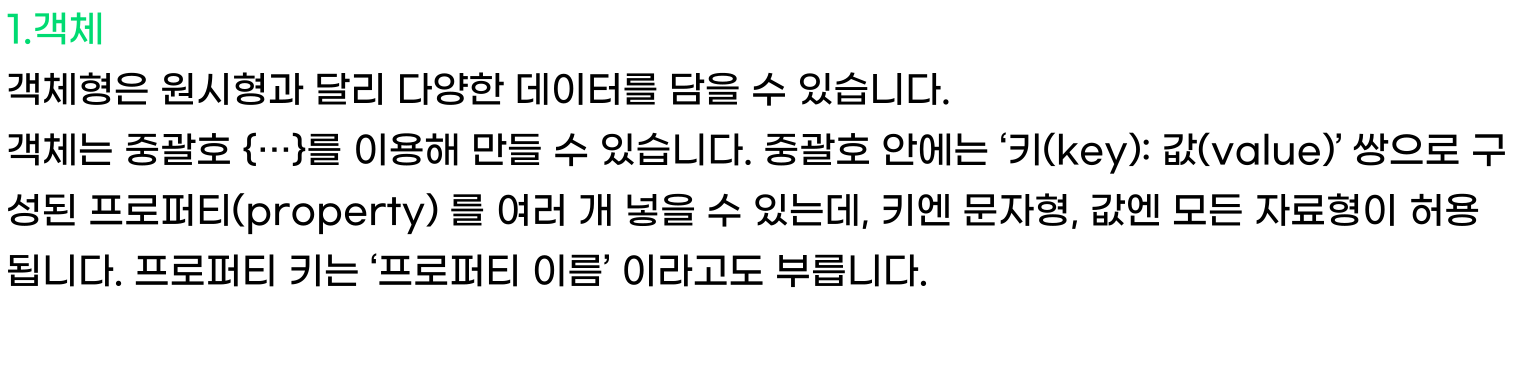 1.객체
객체형은 원시형과 달리 다양한 데이터를 담을 수 있습니다.
객체는 중괄호 {…}를 이용해 만들 수 있습니다. 중괄호 안에는 ‘키(key): 값(value)’ 쌍으로 구
성된 프로퍼티(property) 를 여러 개 넣을 수 있는데, 키엔 문자형, 값엔 모든 자료형이 허용
됩니다. 프로퍼티 키는 ‘프로퍼티 이름’ 이라고도 부릅니다.